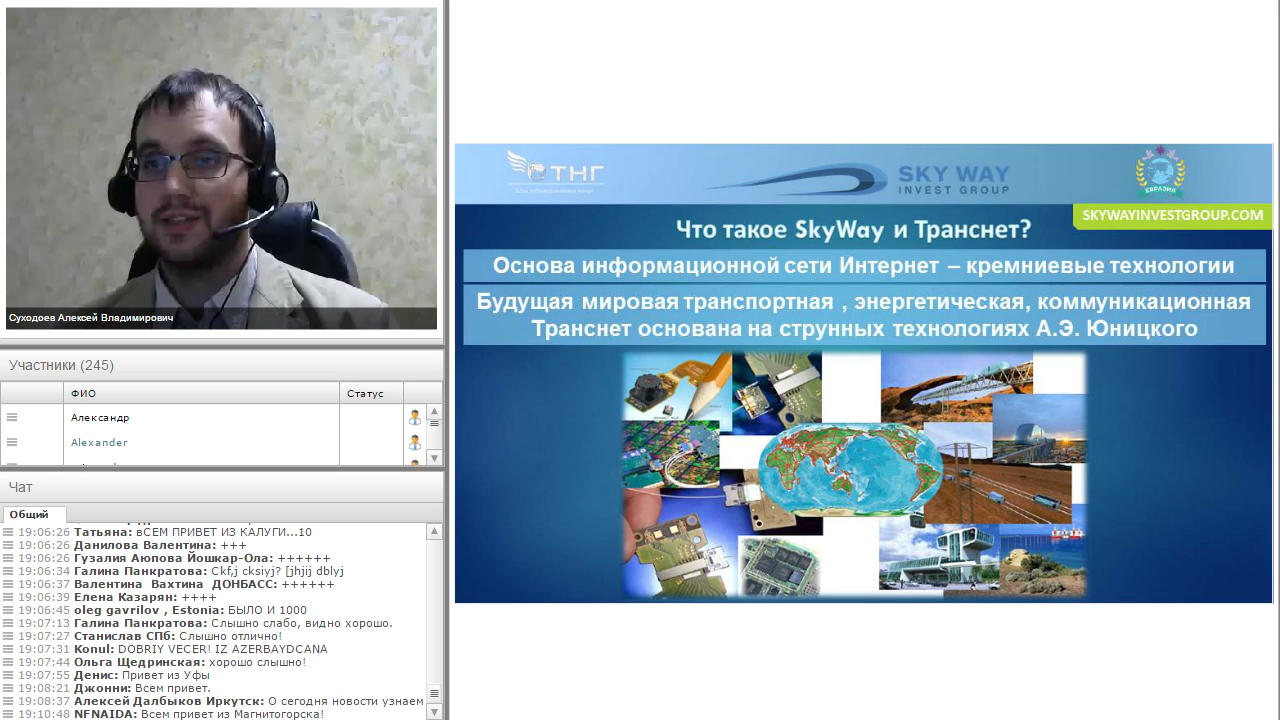 Суходоев Алексей Владимирович
Участники (245)
ФИО
Статус
Александр
Alexander
Чат
Общий
19:06:26 Татьяна: вСЕМ ПРИВЕТ ИЗ КАЛУГИ...10
19:06:26 Данилова Валентина: +++
19:06:26 Гузалия Аюпова Йошкар-Ола: ++++++
19:06:34 Галина Панкратова: Ckf,j cksiyj? [jhjj dblyj
19:06:37 Валентина Вахтина ДОНБАСС: ++++++
19:06:39 Елена Казарян: ++++
19:06:45 oleg gavrilov , Estonia: БЫЛО И 1000
19:07:13 Галина Панкратова: Слышно слабо, видно хорошо.
19:07:27 Станислав СПб: Слышно отлично!
19:07:31 Konul: DOBRIY VECER! IZ AZERBAYDCANA
19:07:44 Ольга Щедринская: хорошо слышно!
19:07:55 Денис: Привет из Уфы
19:08:21 Джонни: Всем привет.
19:08:37 Алексей Далбыков Иркутск: О сегодня новости узнаем
19:10:48 NFNAIDA: Всем привет из Магнитогорска!
ТНГ
SKY WAY
INVEST GROUP
ЕВРАЗИЯ
SKYWAYINVESTGROUP.COM
Что такое SkyWay и Транснет?
Основа информационной сети Интернет – кремниевые технологии
Будущая мировая транспортная , энергетическая, коммуникационная
Транснет основана на струнных технологиях А.Э. Юницкого